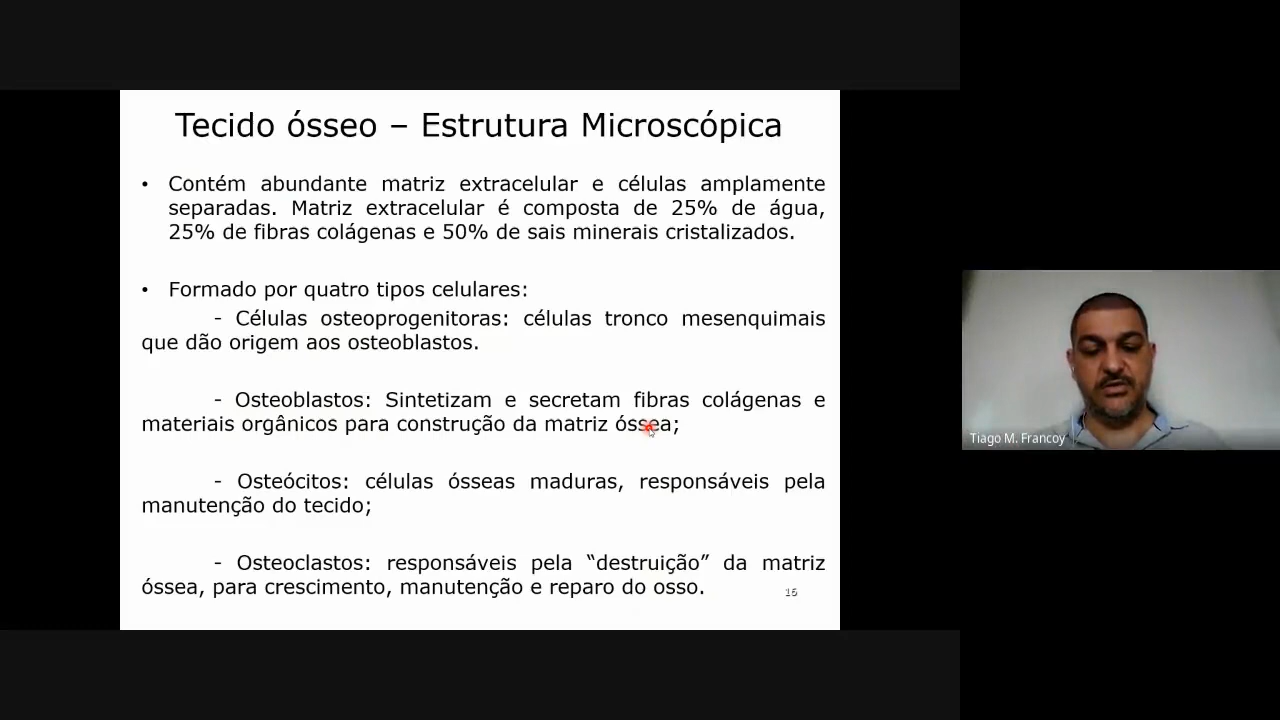 Tecido ósseo – Estrutura Microscópica
• Contém abundante matriz extracelular e células amplamente
separadas. Matriz extracelular é composta de 25% de água,
25% de fibras colágenas e 50% de sais minerais cristalizados.
• Formado por quatro tipos celulares:
- Células osteoprogenitoras: células tronco mesenquimais
que dão origem aos osteoblastos.
- Osteoblastos: Sintetizam e secretam fibras colágenas e
materiais orgânicos para construção da matriz óssea;
- Osteócitos: células ósseas maduras, responsáveis pela
manutenção do tecido;
- Osteoclastos: responsáveis pela “destruição” da matriz
óssea, para crescimento, manutenção e reparo do osso.
16
Tiago M. Francoy